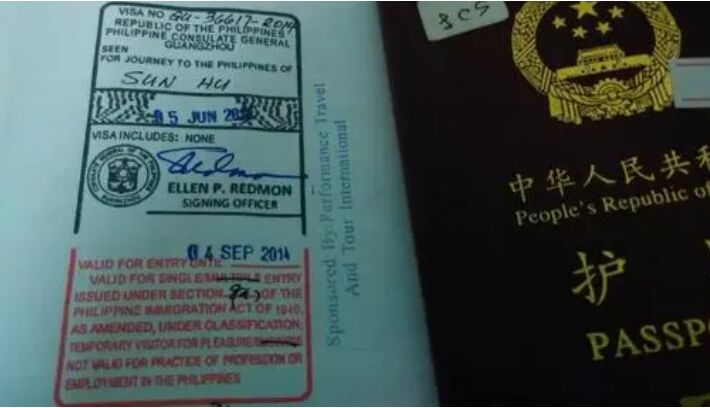 VISA NO GU-36617-2014
REPUBLIC OF THE PHILIPPINES
PHILIPPINE CONSULATE GENERAL
GUANGZHOU
SEEN
FOR JOURNEY TO THE PHILIPPINES OF
SUN HU
05 JUN
VISA INCLUDES: NONE
ELLEN P. REDMON
SIGNING OFFICER
04 SEP 2014
VALID FOR ENTRY UNTIL
VALID FOR SINGLE/MULTIPLE ENTRY
ISSUED UNDER SECTION 9(a) OF THE
PHILIPPINE IMMIGRATION ACT OF 1940,
AS AMENDED, UNDER CLASSIFICATION:
TEMPORARY VISITOR FOR PLEASURE/
NOT VALID FOR PRACTICE OF PROFESSION OR
EMPLOYMENT IN THE PHILIPPINES
Sponsored By:Performance Travel
And Tour International
中华人民共和
People's Republic of
护
PASSP